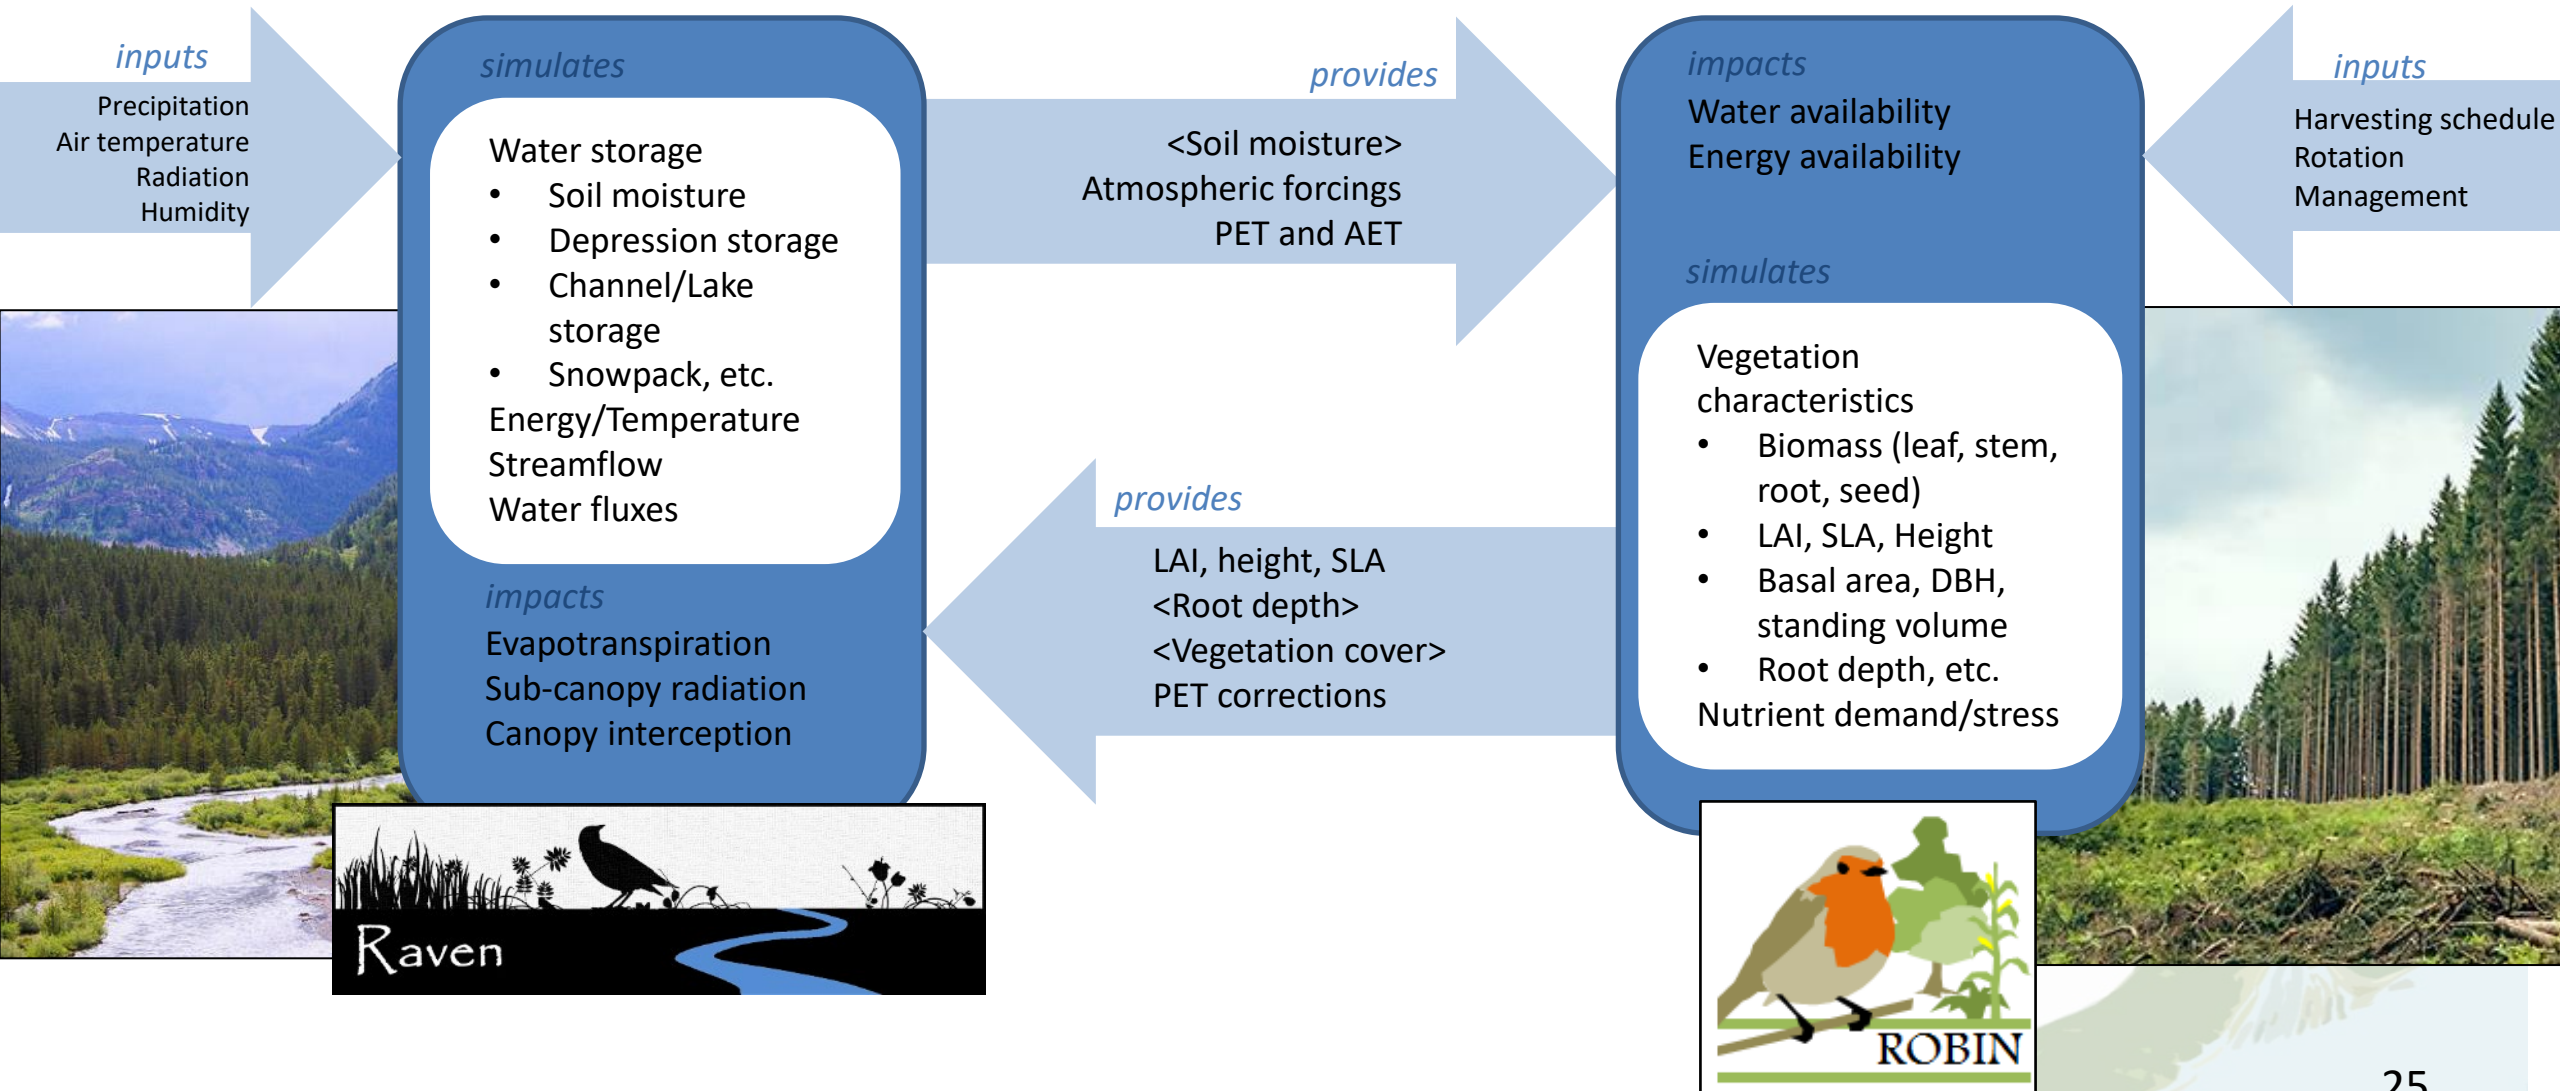 inputs
Precipitation
Air temperature
Radiation
Humidity
simulates
Water storage
• Soil moisture
• Depression storage
• Channel/Lake
storage
• Snowpack, etc.
Energy/Temperature
Streamflow
Water fluxes
impacts
Evapotranspiration
Sub-canopy radiation
Canopy interception
Raven
provides
<Soil moisture>
Atmospheric forcings
PET and AET
provides
LAI, height, SLA
<Root depth>
<Vegetation cover>
PET corrections
impacts
Water availability
Energy availability
simulates
Vegetation
characteristics
• Biomass (leaf, stem,
root, seed)
• LAI, SLA, Height
• Basal area, DBH,
standing volume
• Root depth, etc.
Nutrient demand/stress
ROBIN
inputs
Harvesting schedule
Rotation
Management
25